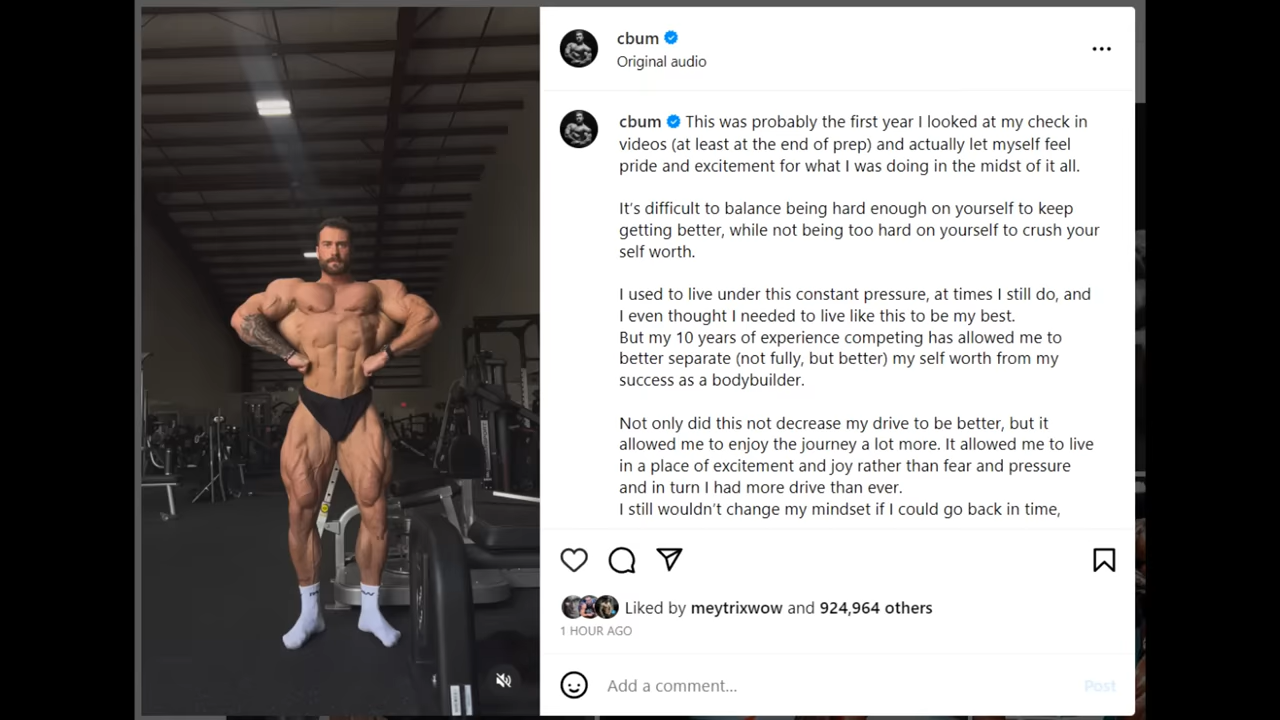 cbum
Original audio
cbum This was probably the first year I looked at my check in
videos (at least at the end of prep) and actually let myself feel
pride and excitement for what I was doing in the midst of it all.
It's difficult to balance being hard enough on yourself to keep
getting better, while not being too hard on yourself to crush your
self worth.
I used to live under this constant pressure, at times I still do, and
I even thought I needed to live like this to be my best.
But my 10 years of experience competing has allowed me to
better separate (not fully, but better) my self worth from my
success as a bodybuilder.
Not only did this not decrease my drive to be better, but it
allowed me to enjoy the journey a lot more. It allowed me to live
in a place of excitement and joy rather than fear and pressure
and in turn I had more drive than ever.
I still wouldn't change my mindset if I could go back in time,
Liked by meytrixwow and 924,964 others
1 HOUR AGO
Add a comment...
Post